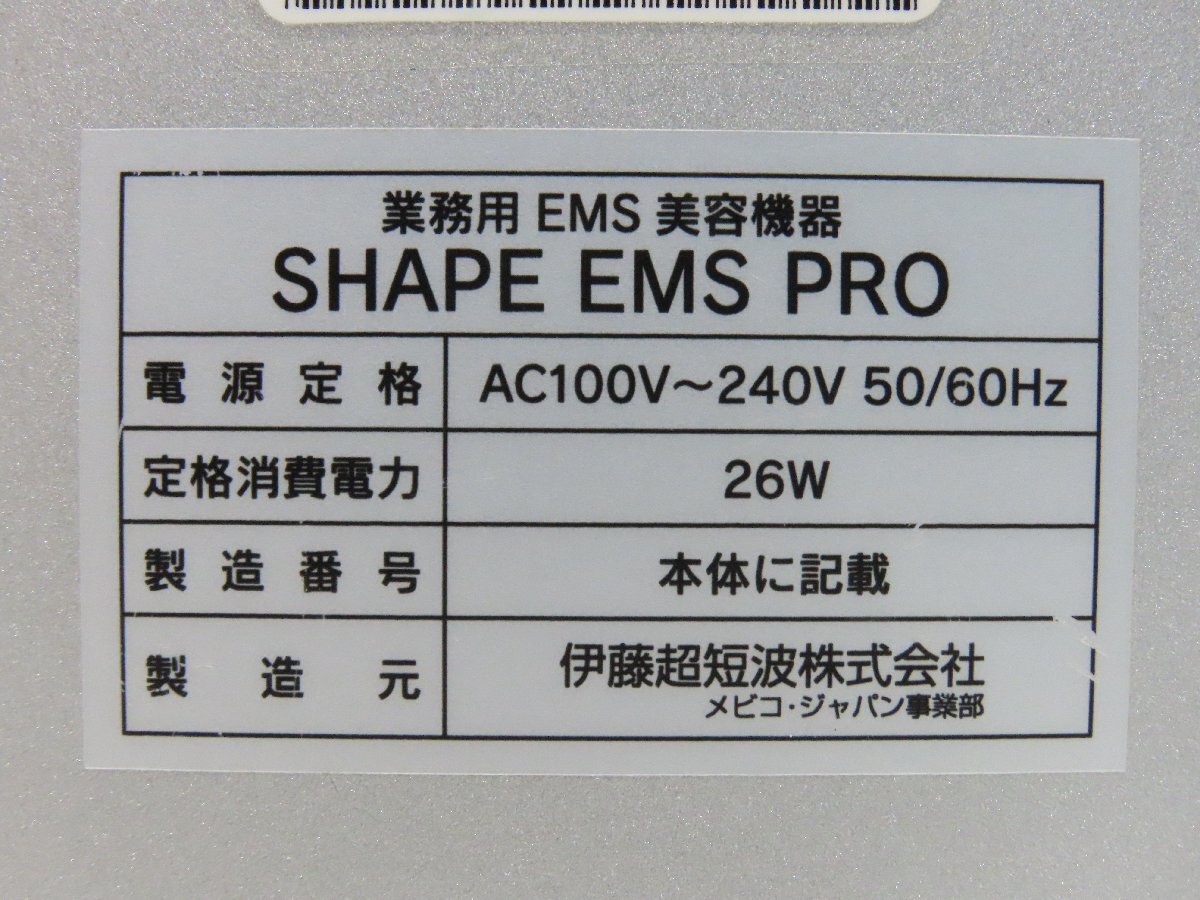 業務用 EMS 美容機器
SHAPE EMS PRO
電源定格 AC100V～240V 50/60Hz
定格消費電力 26W
製造番号 本体に記載
製造元 伊藤超短波株式会社
メビコ・ジャパン事業部